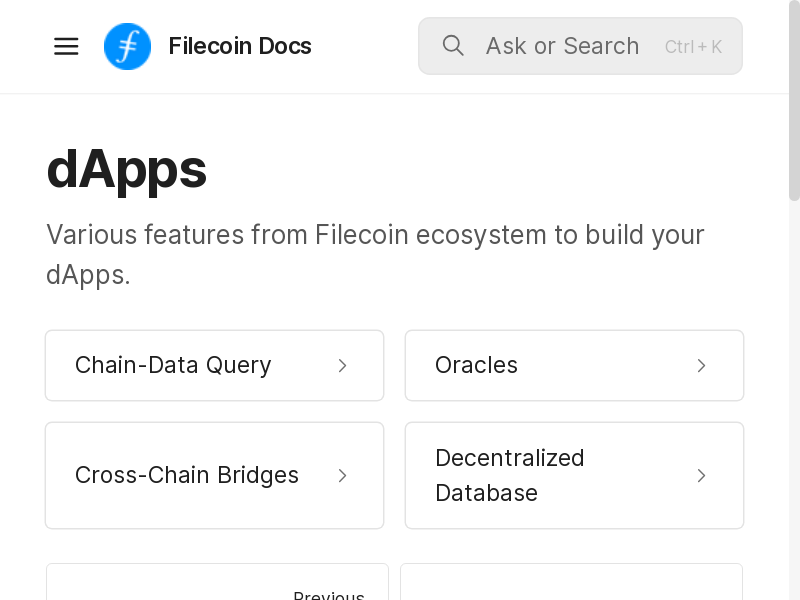 Filecoin Docs
Ask or Search Ctrl + K
dApps
Various features from Filecoin ecosystem to build your
dApps.
Chain-Data Query
Oracles
Cross-Chain Bridges
Decentralized
Database
Previous